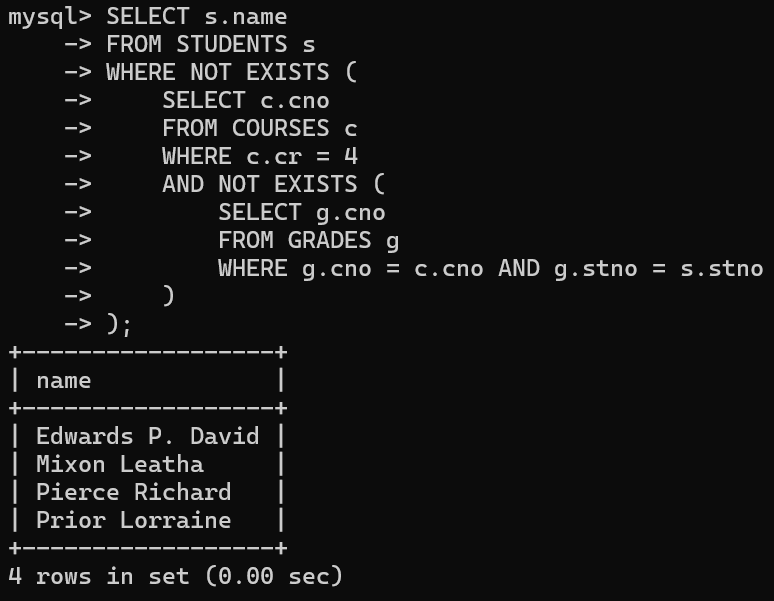 mysql> SELECT s.name
    -> FROM STUDENTS s
    -> WHERE NOT EXISTS (
    ->     SELECT c.cno
    ->     FROM COURSES c
    ->     WHERE c.cr = 4
    ->     AND NOT EXISTS (
    ->         SELECT g.cno
    ->         FROM GRADES g
    ->         WHERE g.cno = c.cno AND g.stno = s.stno
    ->     )
    -> );
+------------------+
| name             |
+------------------+
| Edwards P. David |
| Mixon Leatha     |
| Pierce Richard   |
| Prior Lorraine   |
+------------------+
4 rows in set (0.00 sec)